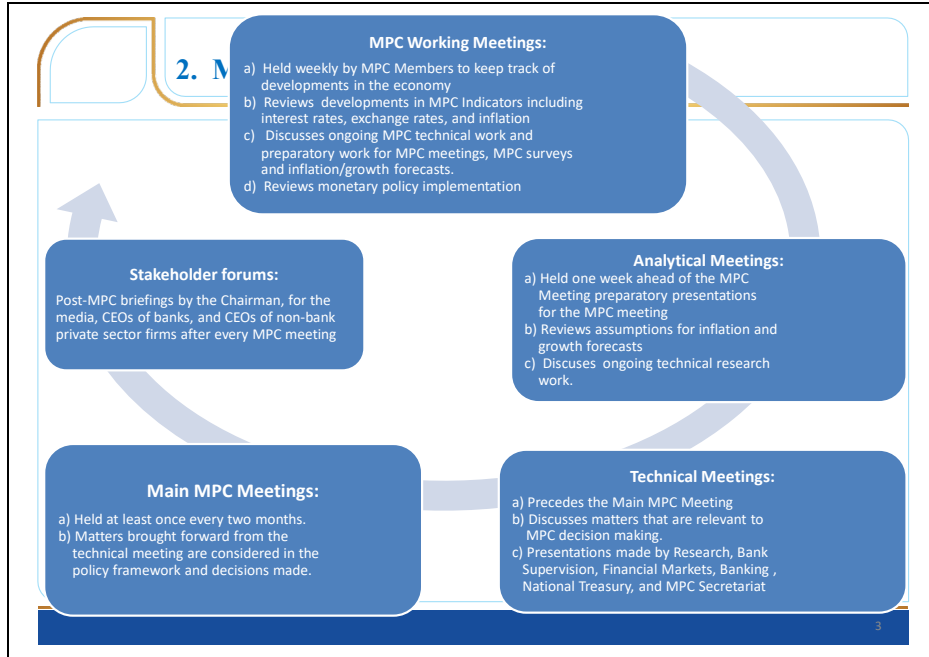 2. M
MPC Working Meetings:
a) Held weekly by MPC Members to keep track of
developments in the economy
b) Reviews developments in MPC Indicators including
interest rates, exchange rates, and inflation
c) Discusses ongoing MPC technical work and
preparatory work for MPC meetings, MPC surveys
and inflation/growth forecasts.
d) Reviews monetary policy implementation
Analytical Meetings:
a) Held one week ahead of the MPC
Meeting preparatory presentations
for the MPC meeting
b) Reviews assumptions for inflation and
growth forecasts
c) Discuses ongoing technical research
work.
Technical Meetings:
a) Precedes the Main MPC Meeting
b) Discusses matters that are relevant to
MPC decision making.
c) Presentations made by Research, Bank
Supervision, Financial Markets, Banking ,
National Treasury, and MPC Secretariat
Main MPC Meetings:
a) Held at least once every two months.
b) Matters brought forward from the
technical meeting are considered in the
policy framework and decisions made.
Stakeholder forums:
Post-MPC briefings by the Chairman, for the
media, CEOs of banks, and CEOs of non-bank
private sector firms after every MPC meeting
3